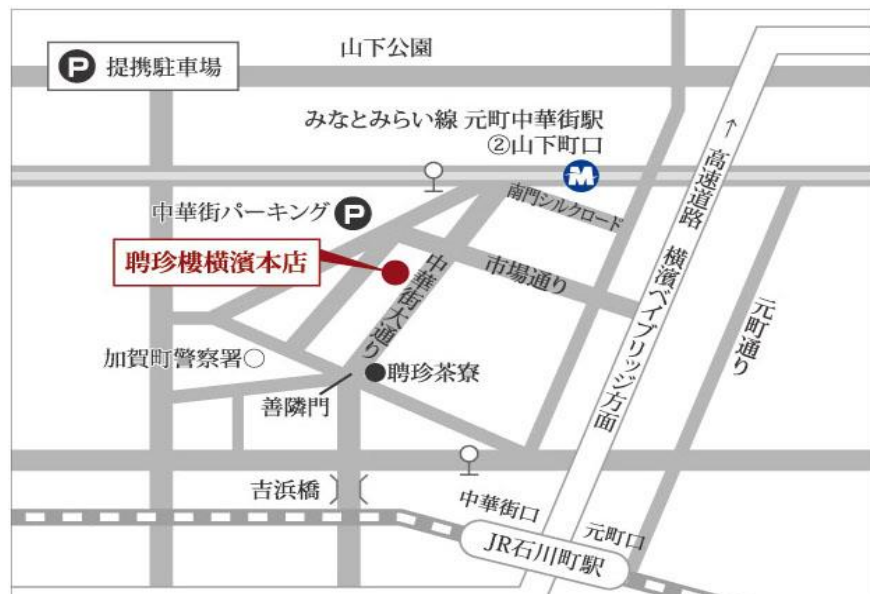 山下公園
P 提携駐車場
みなとみらい線 元町中華街駅
②山下町口
M
南門シルクロード
中華街パーキング P
聘珍樓横濱本店
中華街大通り
市場通り
↑高速道路 横濱ベイブリッジ方面
元町通り
加賀町警察署○
●聘珍茶寮
善隣門
吉浜橋
中華街口
元町口
JR石川町駅